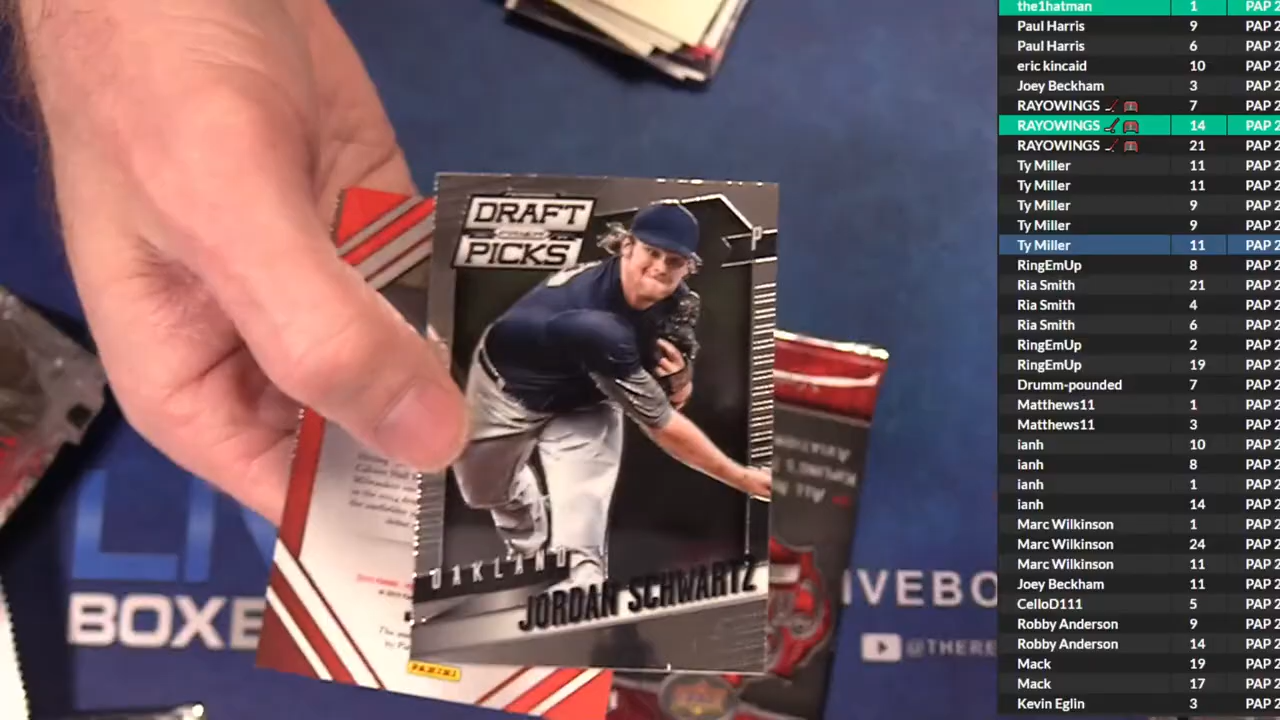 the1hatman 1 PAP 2
Paul Harris 9 PAP 2
Paul Harris 6 PAP 2
eric kincaid 10 PAP 2
Joey Beckham 3 PAP 2
RAYOWINGS 7 PAP 2
RAYOWINGS 14 PAP 2
RAYOWINGS 21 PAP 2
Ty Miller 11 PAP 2
Ty Miller 11 PAP 2
Ty Miller 9 PAP 2
Ty Miller 9 PAP 2
Ty Miller 11 PAP 2
RingEmUp 8 PAP 2
Ria Smith 21 PAP 2
Ria Smith 4 PAP 2
Ria Smith 6 PAP 2
RingEmUp 2 PAP 2
RingEmUp 19 PAP 2
Drumm-pounded 7 PAP 2
Matthews11 1 PAP 2
Matthews11 3 PAP 2
ianh 10 PAP 2
ianh 8 PAP 2
ianh 1 PAP 2
ianh 14 PAP 2
Marc Wilkinson 1 PAP 2
Marc Wilkinson 24 PAP 2
Marc Wilkinson 11 PAP 2
Joey Beckham 11 PAP 2
CelloD111 5 PAP 2
Robby Anderson 9 PAP 2
Robby Anderson 14 PAP 2
Mack 19 PAP 2
Mack 17 PAP 2
Kevin Eglin 3 PAP 2
DRAFT
PICKS
P
OAKLAND
JORDAN SCHWARTZ
PANINI
LIV
BOXE
IVEBO
@THERE